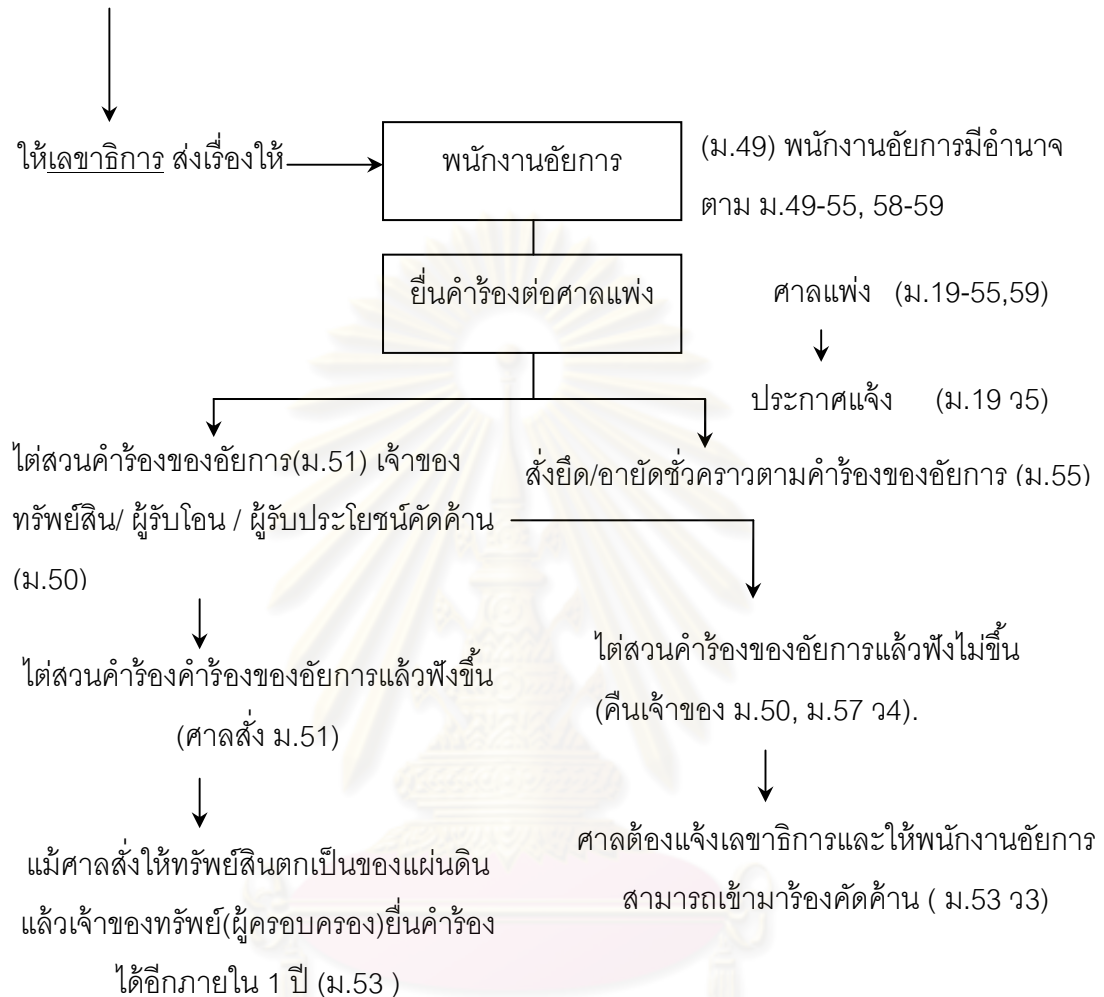 ให้เลขาธิการ ส่งเรื่องให้
พนักงานอัยการ
(ม.49) พนักงานอัยการมีอำนาจ
ตาม ม.49-55, 58-59
ยื่นคำร้องต่อศาลแพ่ง
ศาลแพ่ง (ม.19-55,59)
ประกาศแจ้ง (ม.19 ว5)
ไต่สวนคำร้องของอัยการ(ม.51) เจ้าของ
ทรัพย์สิน/ ผู้รับโอน / ผู้รับประโยชน์คัดค้าน
(ม.50)
สั่งยึด/อายัดชั่วคราวตามคำร้องของอัยการ (ม.55)
ไต่สวนคำร้องคำร้องของอัยการแล้วฟังขึ้น
(ศาลสั่ง ม.51)
ไต่สวนคำร้องของอัยการแล้วฟังไม่ขึ้น
(คืนเจ้าของ ม.50, ม.57 ว4).
แม้ศาลสั่งให้ทรัพย์สินตกเป็นของแผ่นดิน
แล้วเจ้าของทรัพย์(ผู้ครอบครอง)ยื่นคำร้อง
ได้อีกภายใน 1 ปี (ม.53 )
ศาลต้องแจ้งเลขาธิการและให้พนักงานอัยการ
สามารถเข้ามาร้องคัดค้าน ( ม.53 ว3)